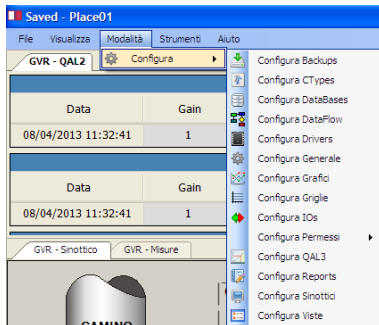 Saved - Place01
File Visualizza Modalità Strumenti Aiuto
GVR - QAL2
Configura
Configura Backups
Configura CTypes
Configura DataBases
Configura DataFlow
Configura Drivers
Configura Generale
Configura Grafici
Configura Griglie
Configura IOs
Configura Permessi
Configura QAL3
Configura Reports
Configura Sinottici
Configura Viste
Data Gain
08/04/2013 11:32:41 1
Data Gain
08/04/2013 11:32:41 1
GVR - Sinottico GVR - Misure
CAMINO